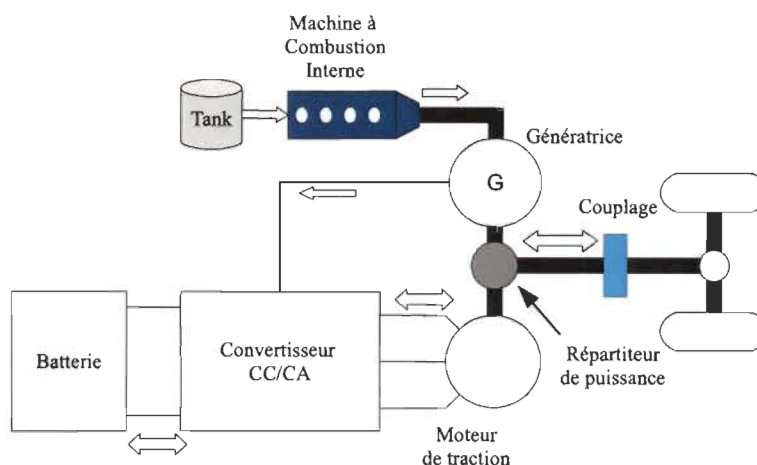 Machine à
Combustion
Interne
Tank
Génératrice
G
Couplage
Batterie
Convertisseur
CC/CA
Répartiteur
de puissance
Moteur
de traction